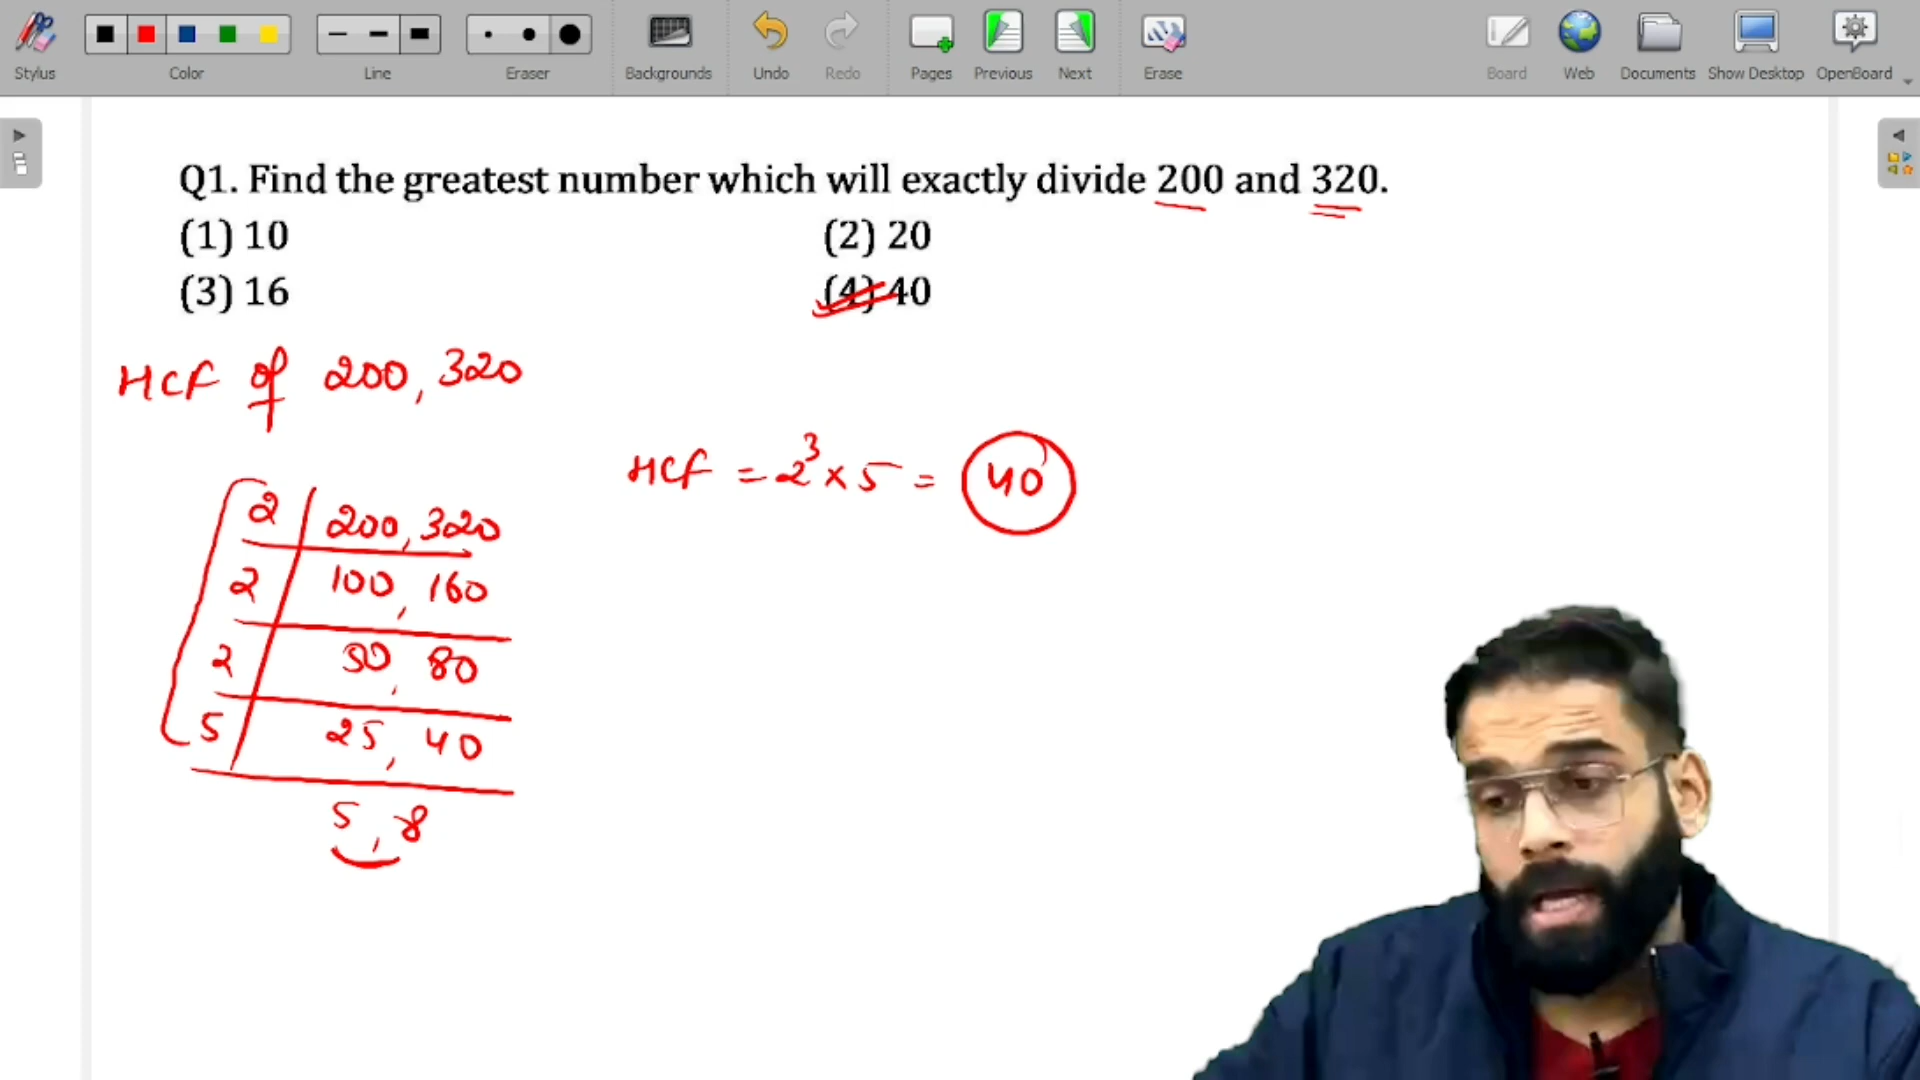 Stylus Color Line Eraser Backgrounds Undo Redo Pages Previous Next Erase Board Web Documents Show Desktop OpenBoard
Q1. Find the greatest number which will exactly divide 200 and 320.
(1) 10 (2) 20
(3) 16 (4) 40
HCF of 200, 320
HCF = 2³ × 5 = 40
2 | 200, 320
2 | 100, 160
2 | 50, 80
5 | 25, 40
5, 8